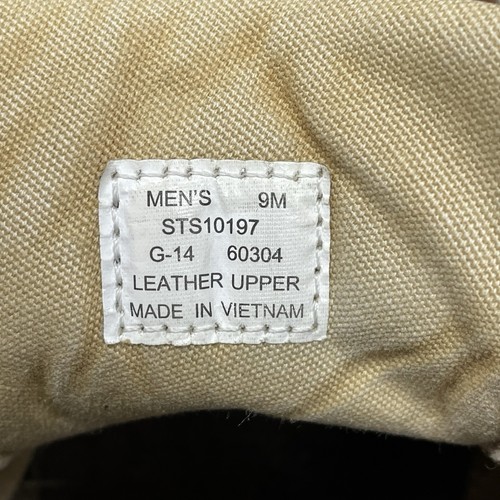 MEN'S 9M
STS10197
G-14 60304
LEATHER UPPER
MADE IN VIETNAM